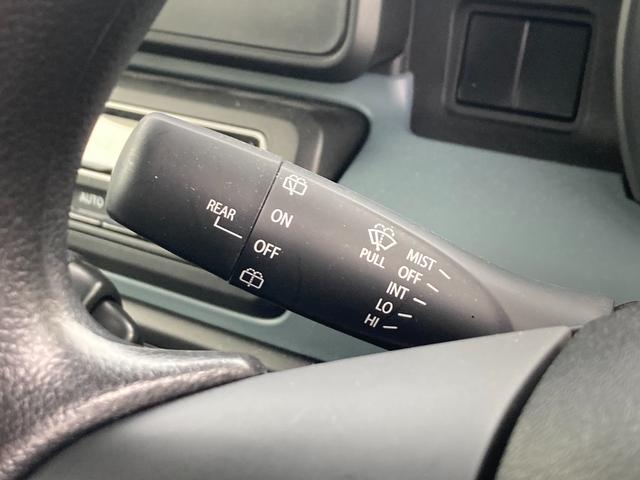 AUTO
REAR
ON
OFF
PULL
MIST
OFF
INT
LO
HI